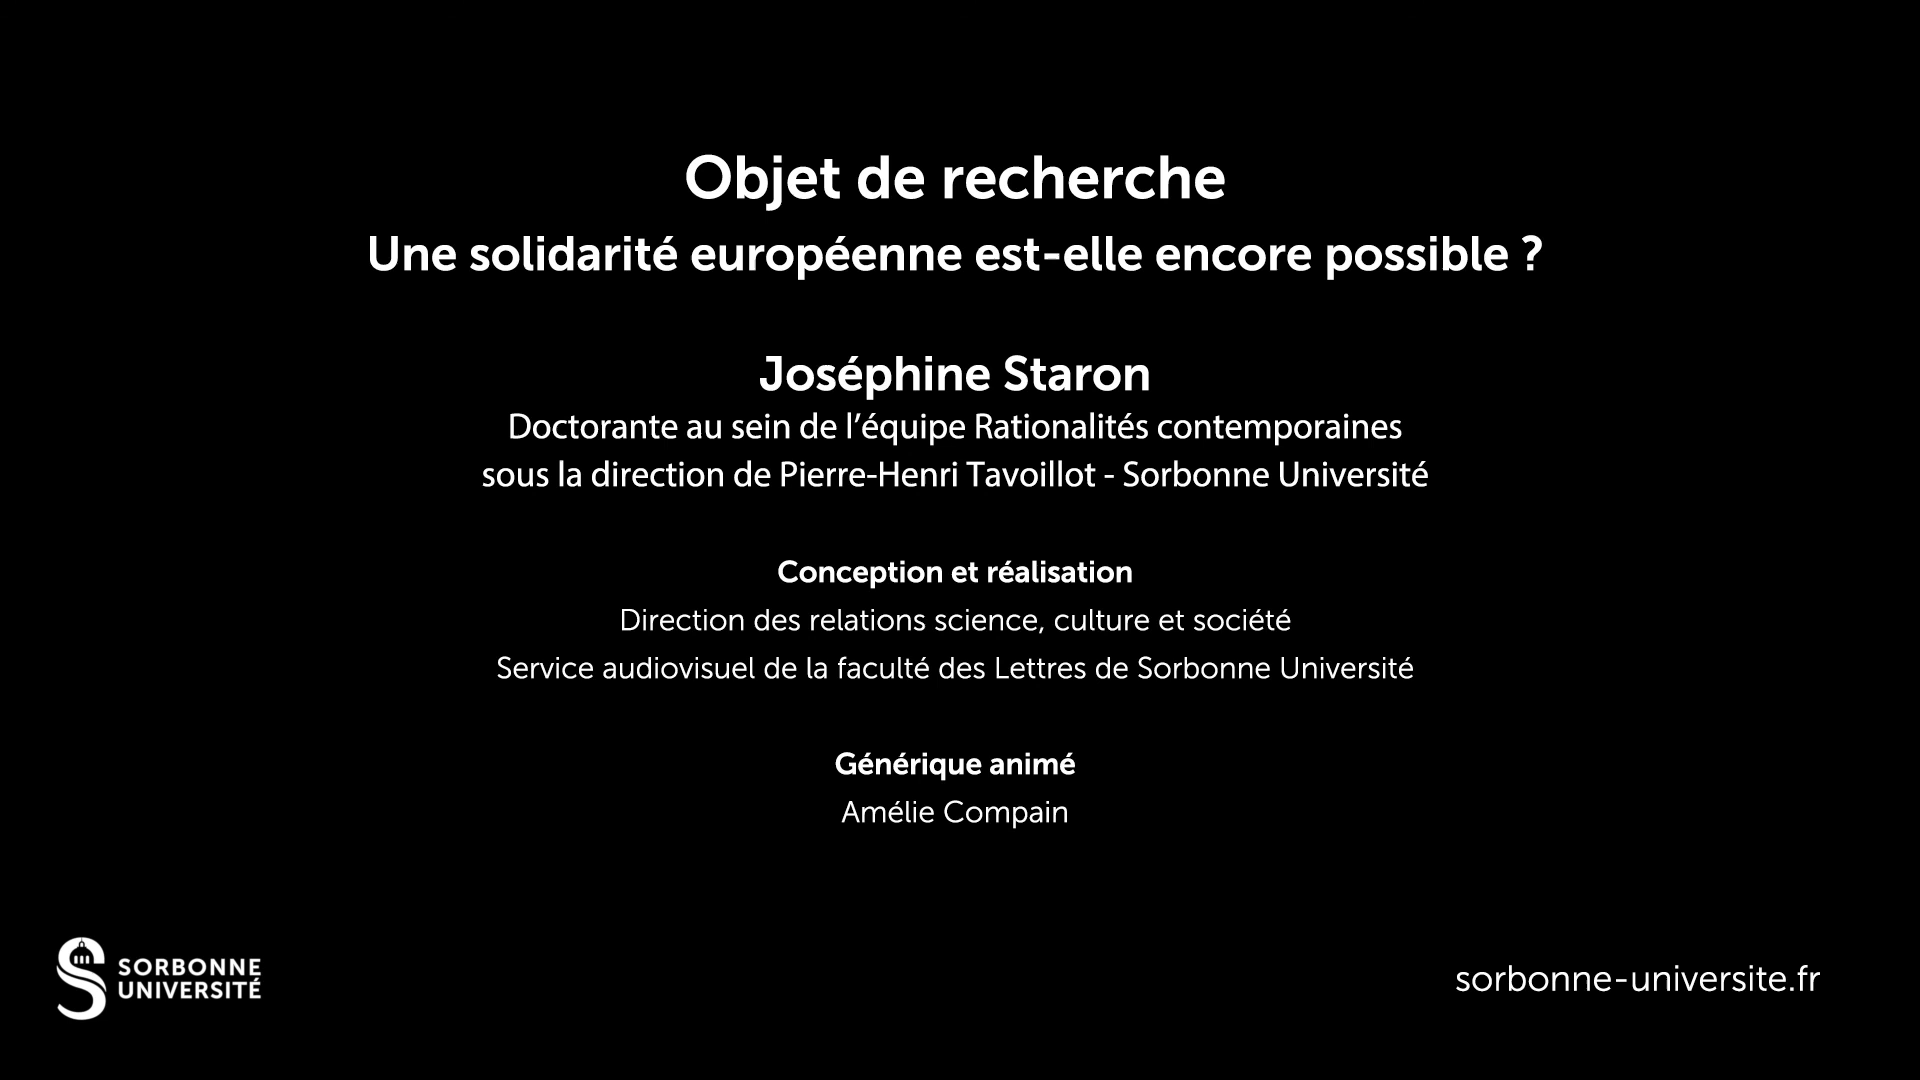 Objet de recherche
Une solidarité européenne est-elle encore possible ?
Joséphine Staron
Doctorante au sein de l’équipe Rationalités contemporaines
sous la direction de Pierre-Henri Tavoillot - Sorbonne Université
Conception et réalisation
Direction des relations science, culture et société
Service audiovisuel de la faculté des Lettres de Sorbonne Université
Générique animé
Amélie Compain
SORBONNE
UNIVERSITÉ
sorbonne-universite.fr